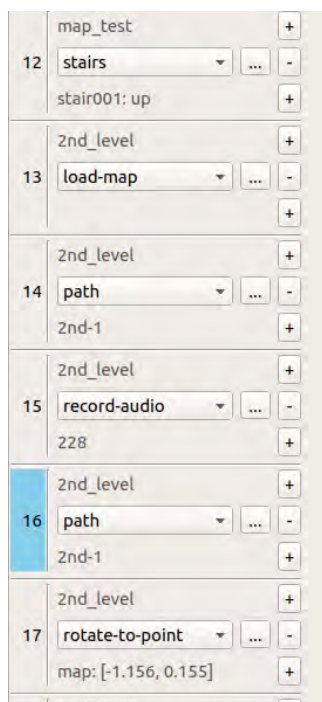 map_test +
12 stairs ... -
stair001: up +
2nd_level +
13 load-map ... -
+
2nd_level +
14 path ... -
2nd-1 +
2nd_level +
15 record-audio ... -
228 +
2nd_level +
16 path ... -
2nd-1 +
2nd_level +
17 rotate-to-point ... -
map: [-1.156, 0.155] +